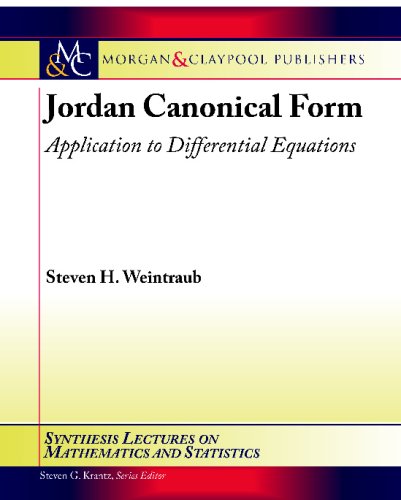 M
&C
MORGAN & CLAYPOOL PUBLISHERS
Jordan Canonical Form
Application to Differential Equations
Steven H. Weintraub
SYNTHESIS LECTURES ON
MATHEMATICS AND STATISTICS
Steven G. Krantz, Series Editor